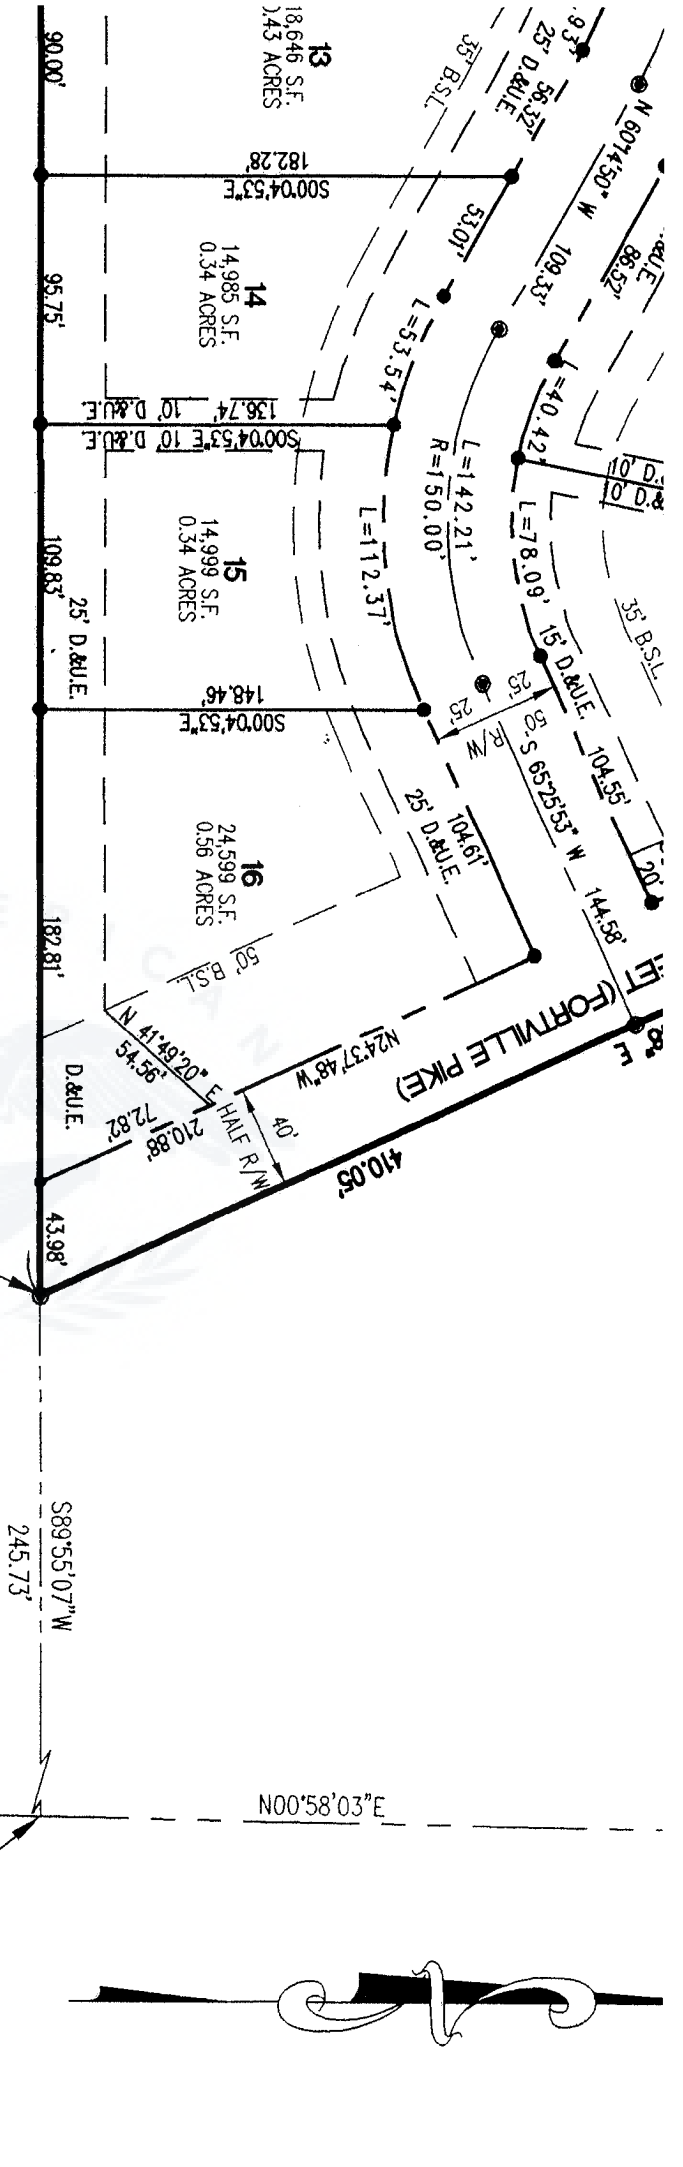 13
18,646 S.F.
0.43 ACRES
90.00'
35' B.S.L.
25' D.&U.E.
56.32'
N 60°14'50" W
109.33'
86.52'
182.28'
S00°04'53"E
53.01'
14
14,985 S.F.
0.34 ACRES
95.75'
L=53.54'
L=40.42'
136.74' 10' D.&U.E.
S00°04'53"E 10' D.&U.E.
10' D.
0' D.&
L=142.21'
R=150.00'
L=112.37'
L=78.09'
15
14,999 S.F.
0.34 ACRES
109.83'
25' D.&U.E.
15' D.&U.E.
35' B.S.L.
148.46'
S00°04'53"E
25'
25'
50'
R/W
S 65°25'53" W
144.58'
104.55'
20'
104.61'
25' D.&U.E.
16
24,599 S.F.
0.56 ACRES
182.81'
50' B.S.L.
N 41°49'20" E
54.56'
D.&U.E.
N24°37'48"W
210.88'
72.82'
40'
HALF R/W
EET (FORTVILLE PIKE)
8" E
410.05'
43.98'
S89°55'07"W
245.73'
N00°58'03"E